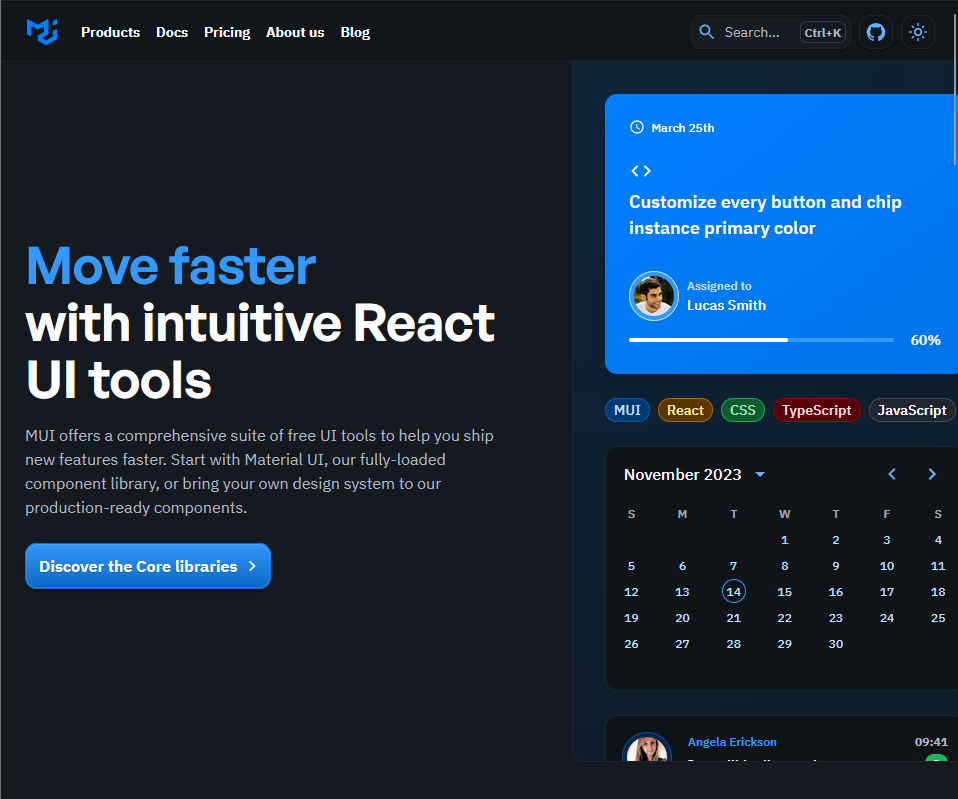 Products Docs Pricing About us Blog
Search... Ctrl+K
Move faster
with intuitive React
UI tools
MUI offers a comprehensive suite of free UI tools to help you ship
new features faster. Start with Material UI, our fully-loaded
component library, or bring your own design system to our
production-ready components.
Discover the Core libraries
March 25th
Customize every button and chip
instance primary color
Assigned to
Lucas Smith
60%
MUI React CSS TypeScript JavaScript
November 2023
S M T W T F S
1 2 3 4
5 6 7 8 9 10 11
12 13 14 15 16 17 18
19 20 21 22 23 24 25
26 27 28 29 30
Angela Erickson 09:41